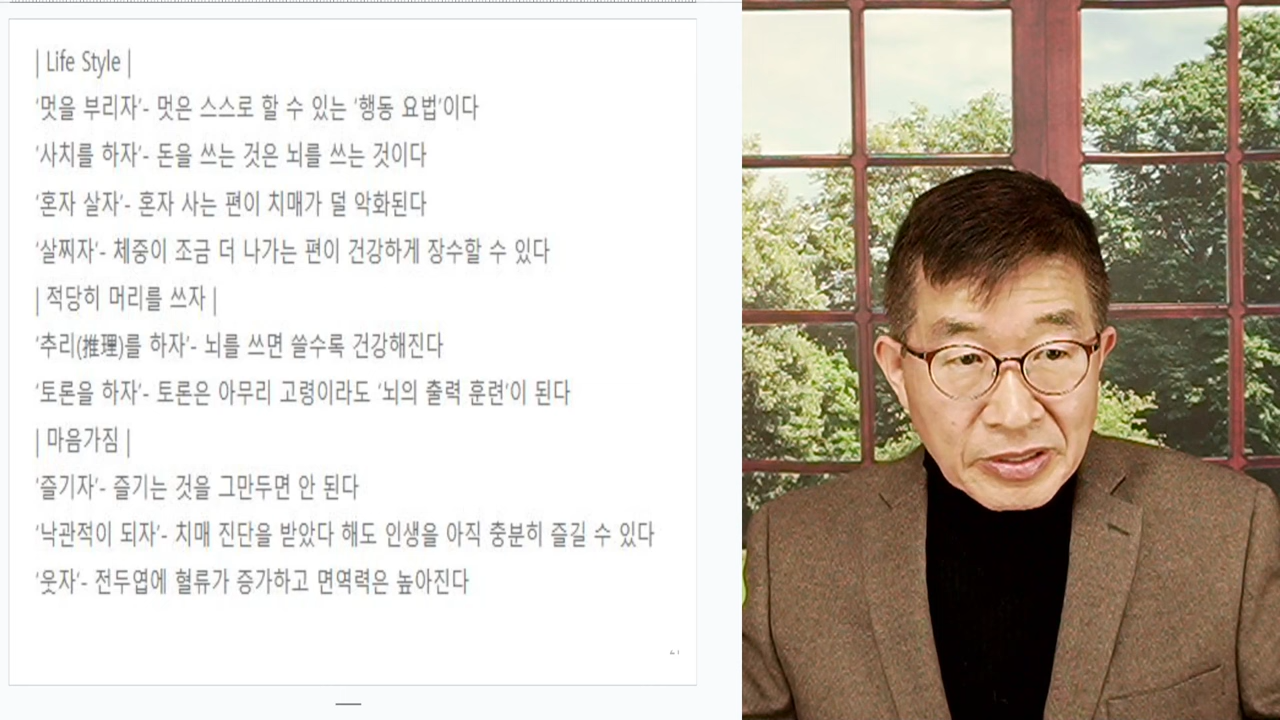 | Life Style |
‘멋을 부리자’- 멋은 스스로 할 수 있는 ‘행동 요법’이다
‘사치를 하자’- 돈을 쓰는 것은 뇌를 쓰는 것이다
‘혼자 살자’- 혼자 사는 편이 치매가 덜 악화된다
‘살찌자’- 체중이 조금 더 나가는 편이 건강하게 장수할 수 있다
| 적당히 머리를 쓰자 |
‘추리(推理)를 하자’- 뇌를 쓰면 쓸수록 건강해진다
‘토론을 하자’- 토론은 아무리 고령이라도 ‘뇌의 출력 훈련’이 된다
| 마음가짐 |
‘즐기자’- 즐기는 것을 그만두면 안 된다
‘낙관적이 되자’- 치매 진단을 받았다 해도 인생을 아직 충분히 즐길 수 있다
‘웃자’- 전두엽에 혈류가 증가하고 면역력은 높아진다